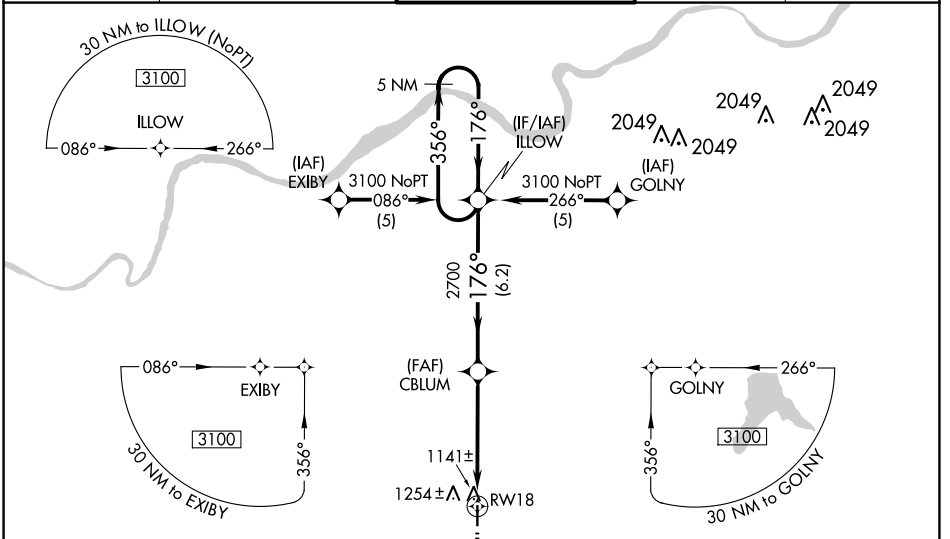 30 NM to ILLOW (NoPT)
3100
ILLOW
086°
266°
5 NM
356°
176°
(IF/IAF)
ILLOW
2049
2049
2049
2049
2049
(IAF)
EXIBY
3100 NoPT
086°
(5)
3100 NoPT
266°
(5)
(IAF)
GOLNY
2700
176°
(6.2)
086°
EXIBY
3100
356°
30 NM to EXIBY
(FAF)
CBLUM
266°
GOLNY
3100
356°
30 NM to GOLNY
1141±
1254±
RW18